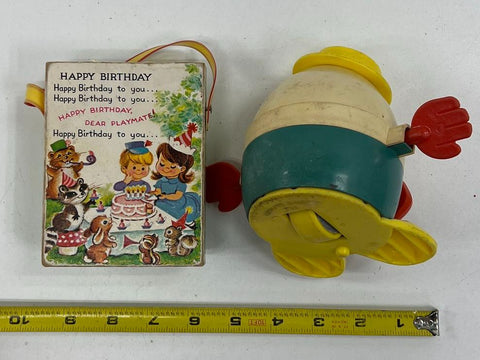 HAPPY BIRTHDAY
Happy Birthday to you...
Happy Birthday to you...
HAPPY BIRTHDAY,
DEAR PLAYMATE,
Happy Birthday to you...
10 9 8 7 6 5 4 3 2 1